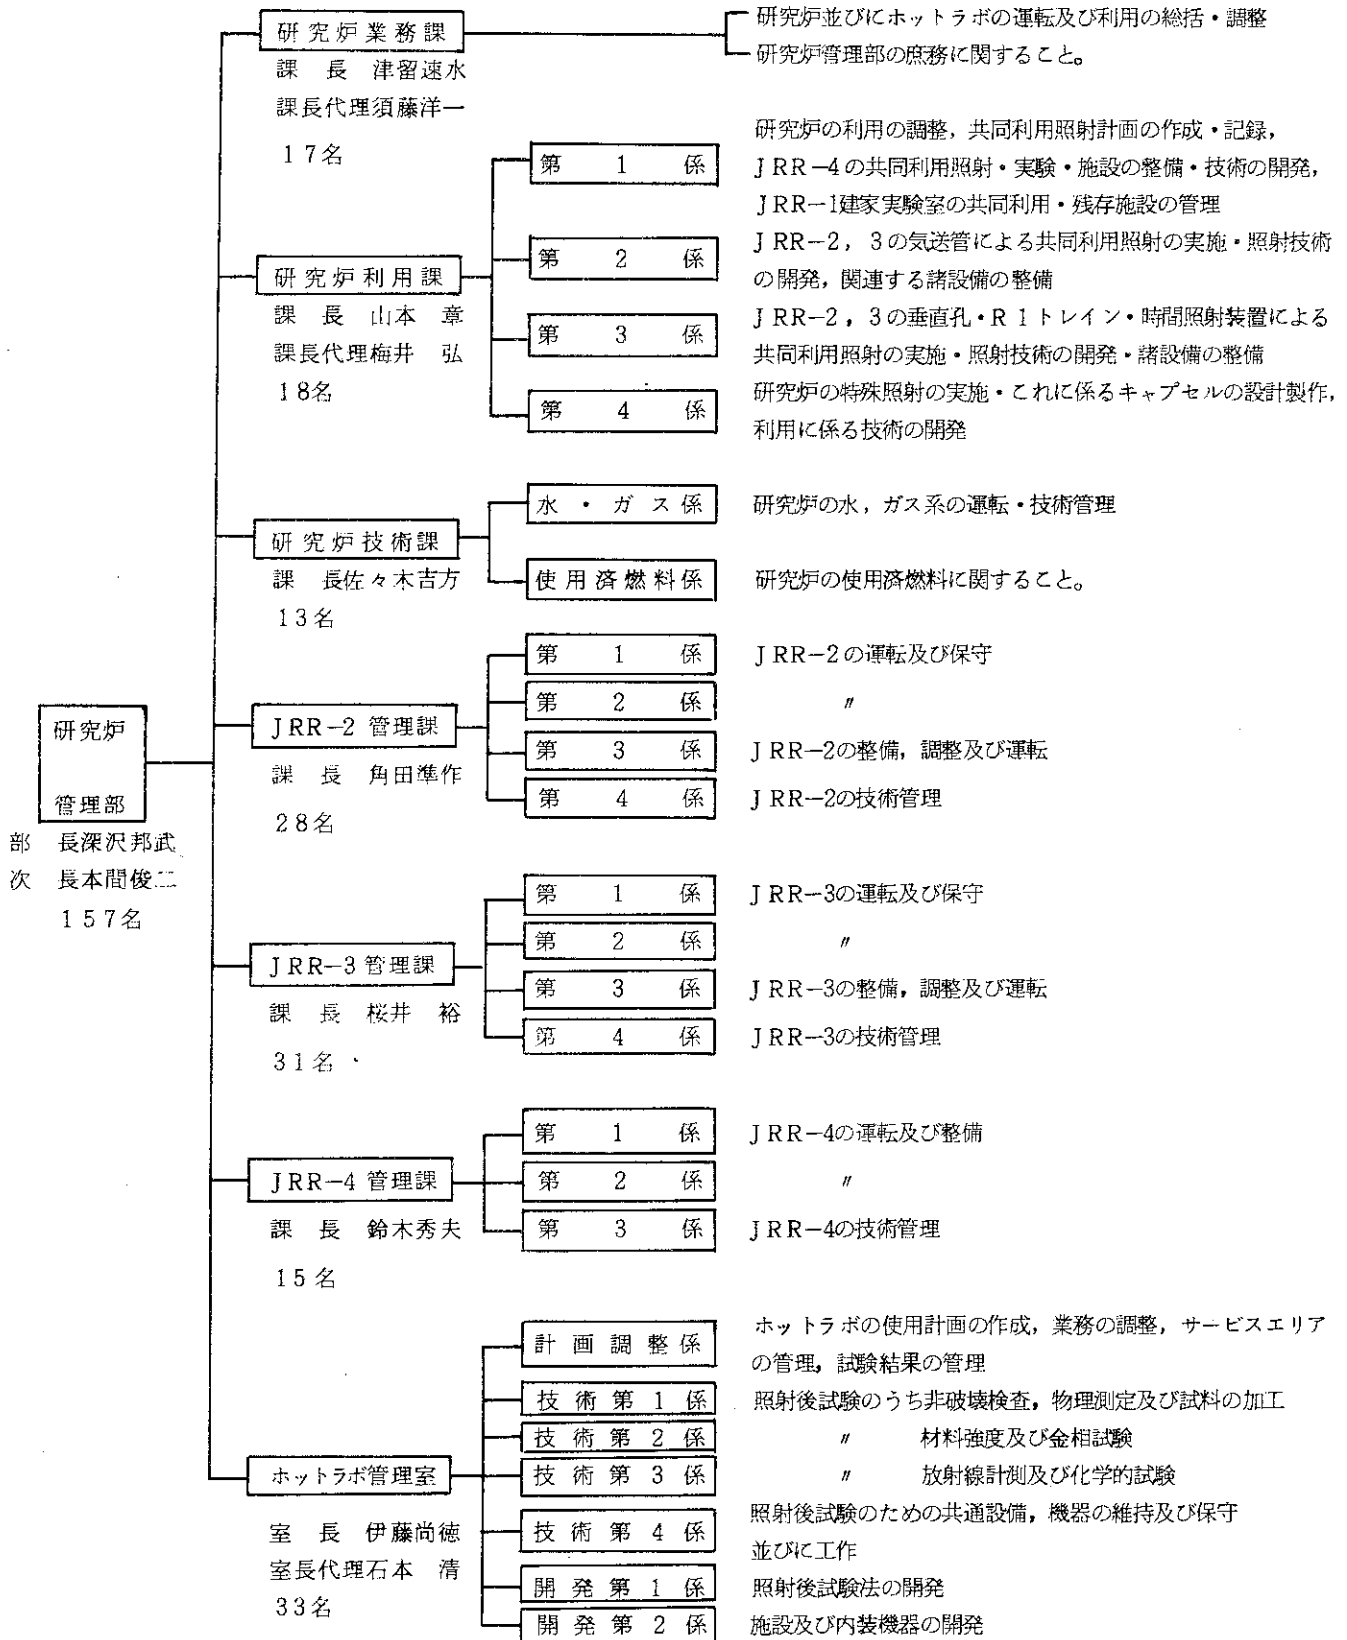 研究炉業務課
課長 津留速水
課長代理須藤洋一
17名
研究炉並びにホットラボの運転及び利用の総括・調整
研究炉管理部の庶務に関すること。
研究炉利用課
課長 山本 章
課長代理梅井 弘
18名
第1係
研究炉の利用の調整,共同利用照射計画の作成・記録,
JRR-4の共同利用照射・実験・施設の整備・技術の開発,
JRR-1建家実験室の共同利用・残存施設の管理
第2係
JRR-2,3の気送管による共同利用照射の実施・照射技術
の開発,関連する諸設備の整備
第3係
JRR-2,3の垂直孔・R1トレイン・時間照射装置による
共同利用照射の実施・照射技術の開発・諸設備の整備
第4係
研究炉の特殊照射の実施・これに係るキャプセルの設計製作,
利用に係る技術の開発
研究炉技術課
課長佐々木吉方
13名
水・ガス係
研究炉の水,ガス系の運転・技術管理
使用済燃料係
研究炉の使用済燃料に関すること。
研究炉
管理部
部長深沢邦武
次長本間俊二
157名
JRR-2管理課
課長 角田準作
28名
第1係
JRR-2の運転及び保守
第2係
〃
第3係
JRR-2の整備,調整及び運転
第4係
JRR-2の技術管理
JRR-3管理課
課長 桜井 裕
31名
第1係
JRR-3の運転及び保守
第2係
〃
第3係
JRR-3の整備,調整及び運転
第4係
JRR-3の技術管理
JRR-4管理課
課長 鈴木秀夫
15名
第1係
JRR-4の運転及び整備
第2係
〃
第3係
JRR-4の技術管理
ホットラボ管理室
室長 伊藤尚徳
室長代理石本 清
33名
計画調整係
ホットラボの使用計画の作成,業務の調整,サービスエリア
の管理,試験結果の管理
技術第1係
照射後試験のうち非破壊検査,物理測定及び試料の加工
技術第2係
〃 材料強度及び金相試験
技術第3係
〃 放射線計測及び化学的試験
技術第4係
照射後試験のための共通設備,機器の維持及び保守
並びに工作
開発第1係
照射後試験法の開発
開発第2係
施設及び内装機器の開発